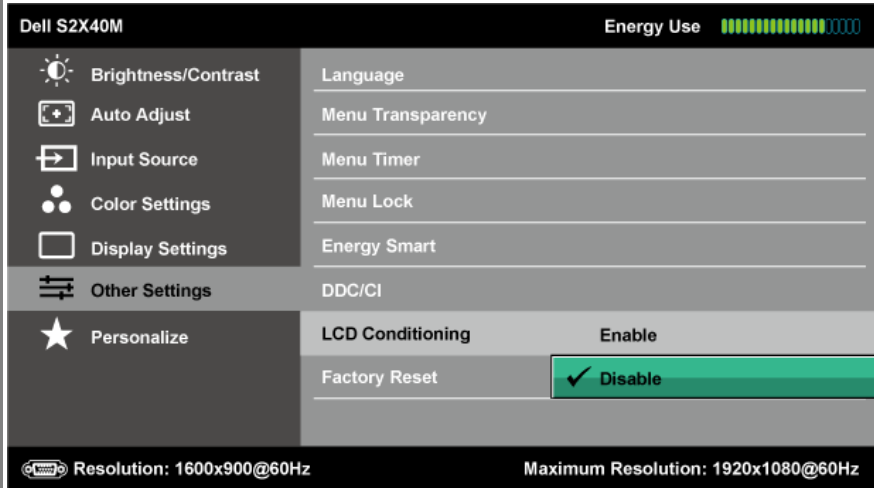 Dell S2X40M Energy Use
Brightness/Contrast Language
Auto Adjust Menu Transparency
Input Source Menu Timer
Color Settings Menu Lock
Display Settings Energy Smart
Other Settings DDC/CI
Personalize LCD Conditioning Enable
Factory Reset Disable
Resolution: 1600x900@60Hz Maximum Resolution: 1920x1080@60Hz